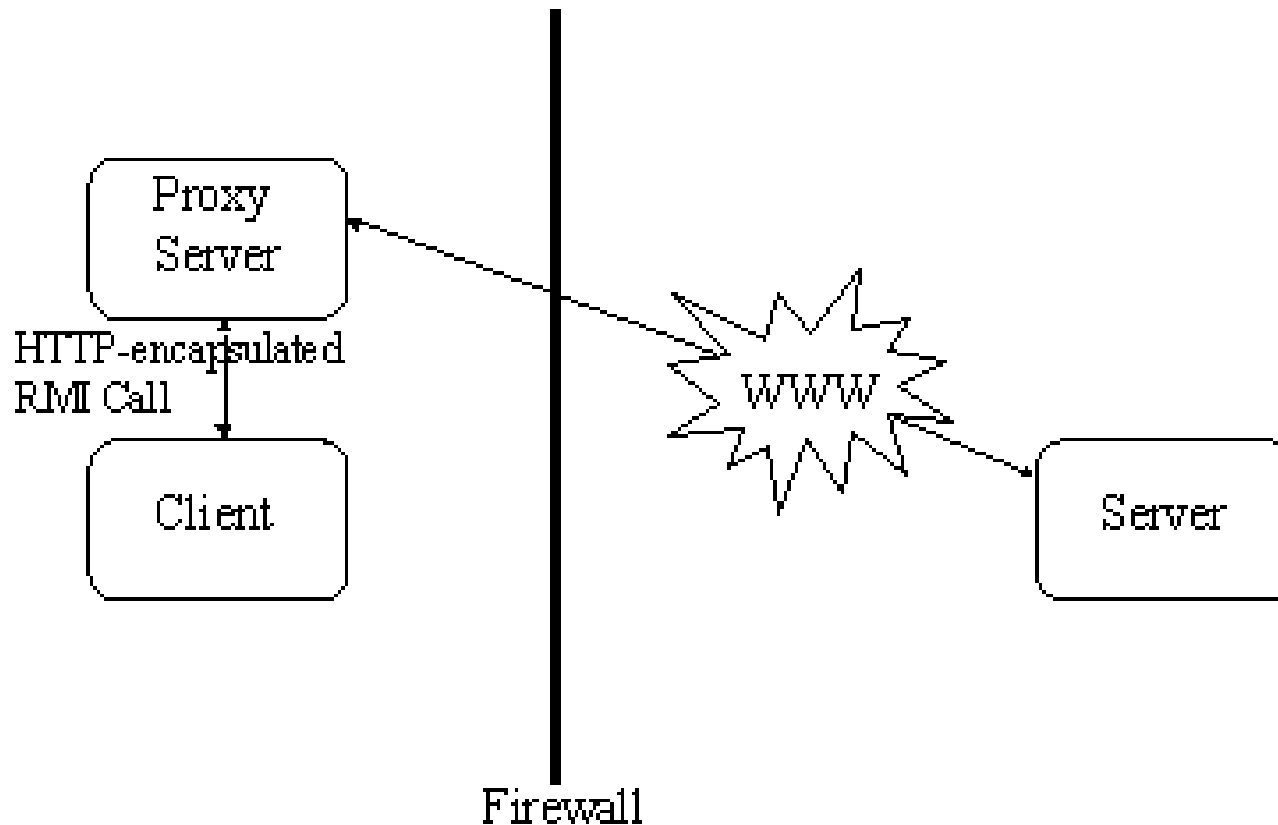 Proxy
Server
HTTP-encapsulated
RMI Call
Client
WWW
Server
Firewall